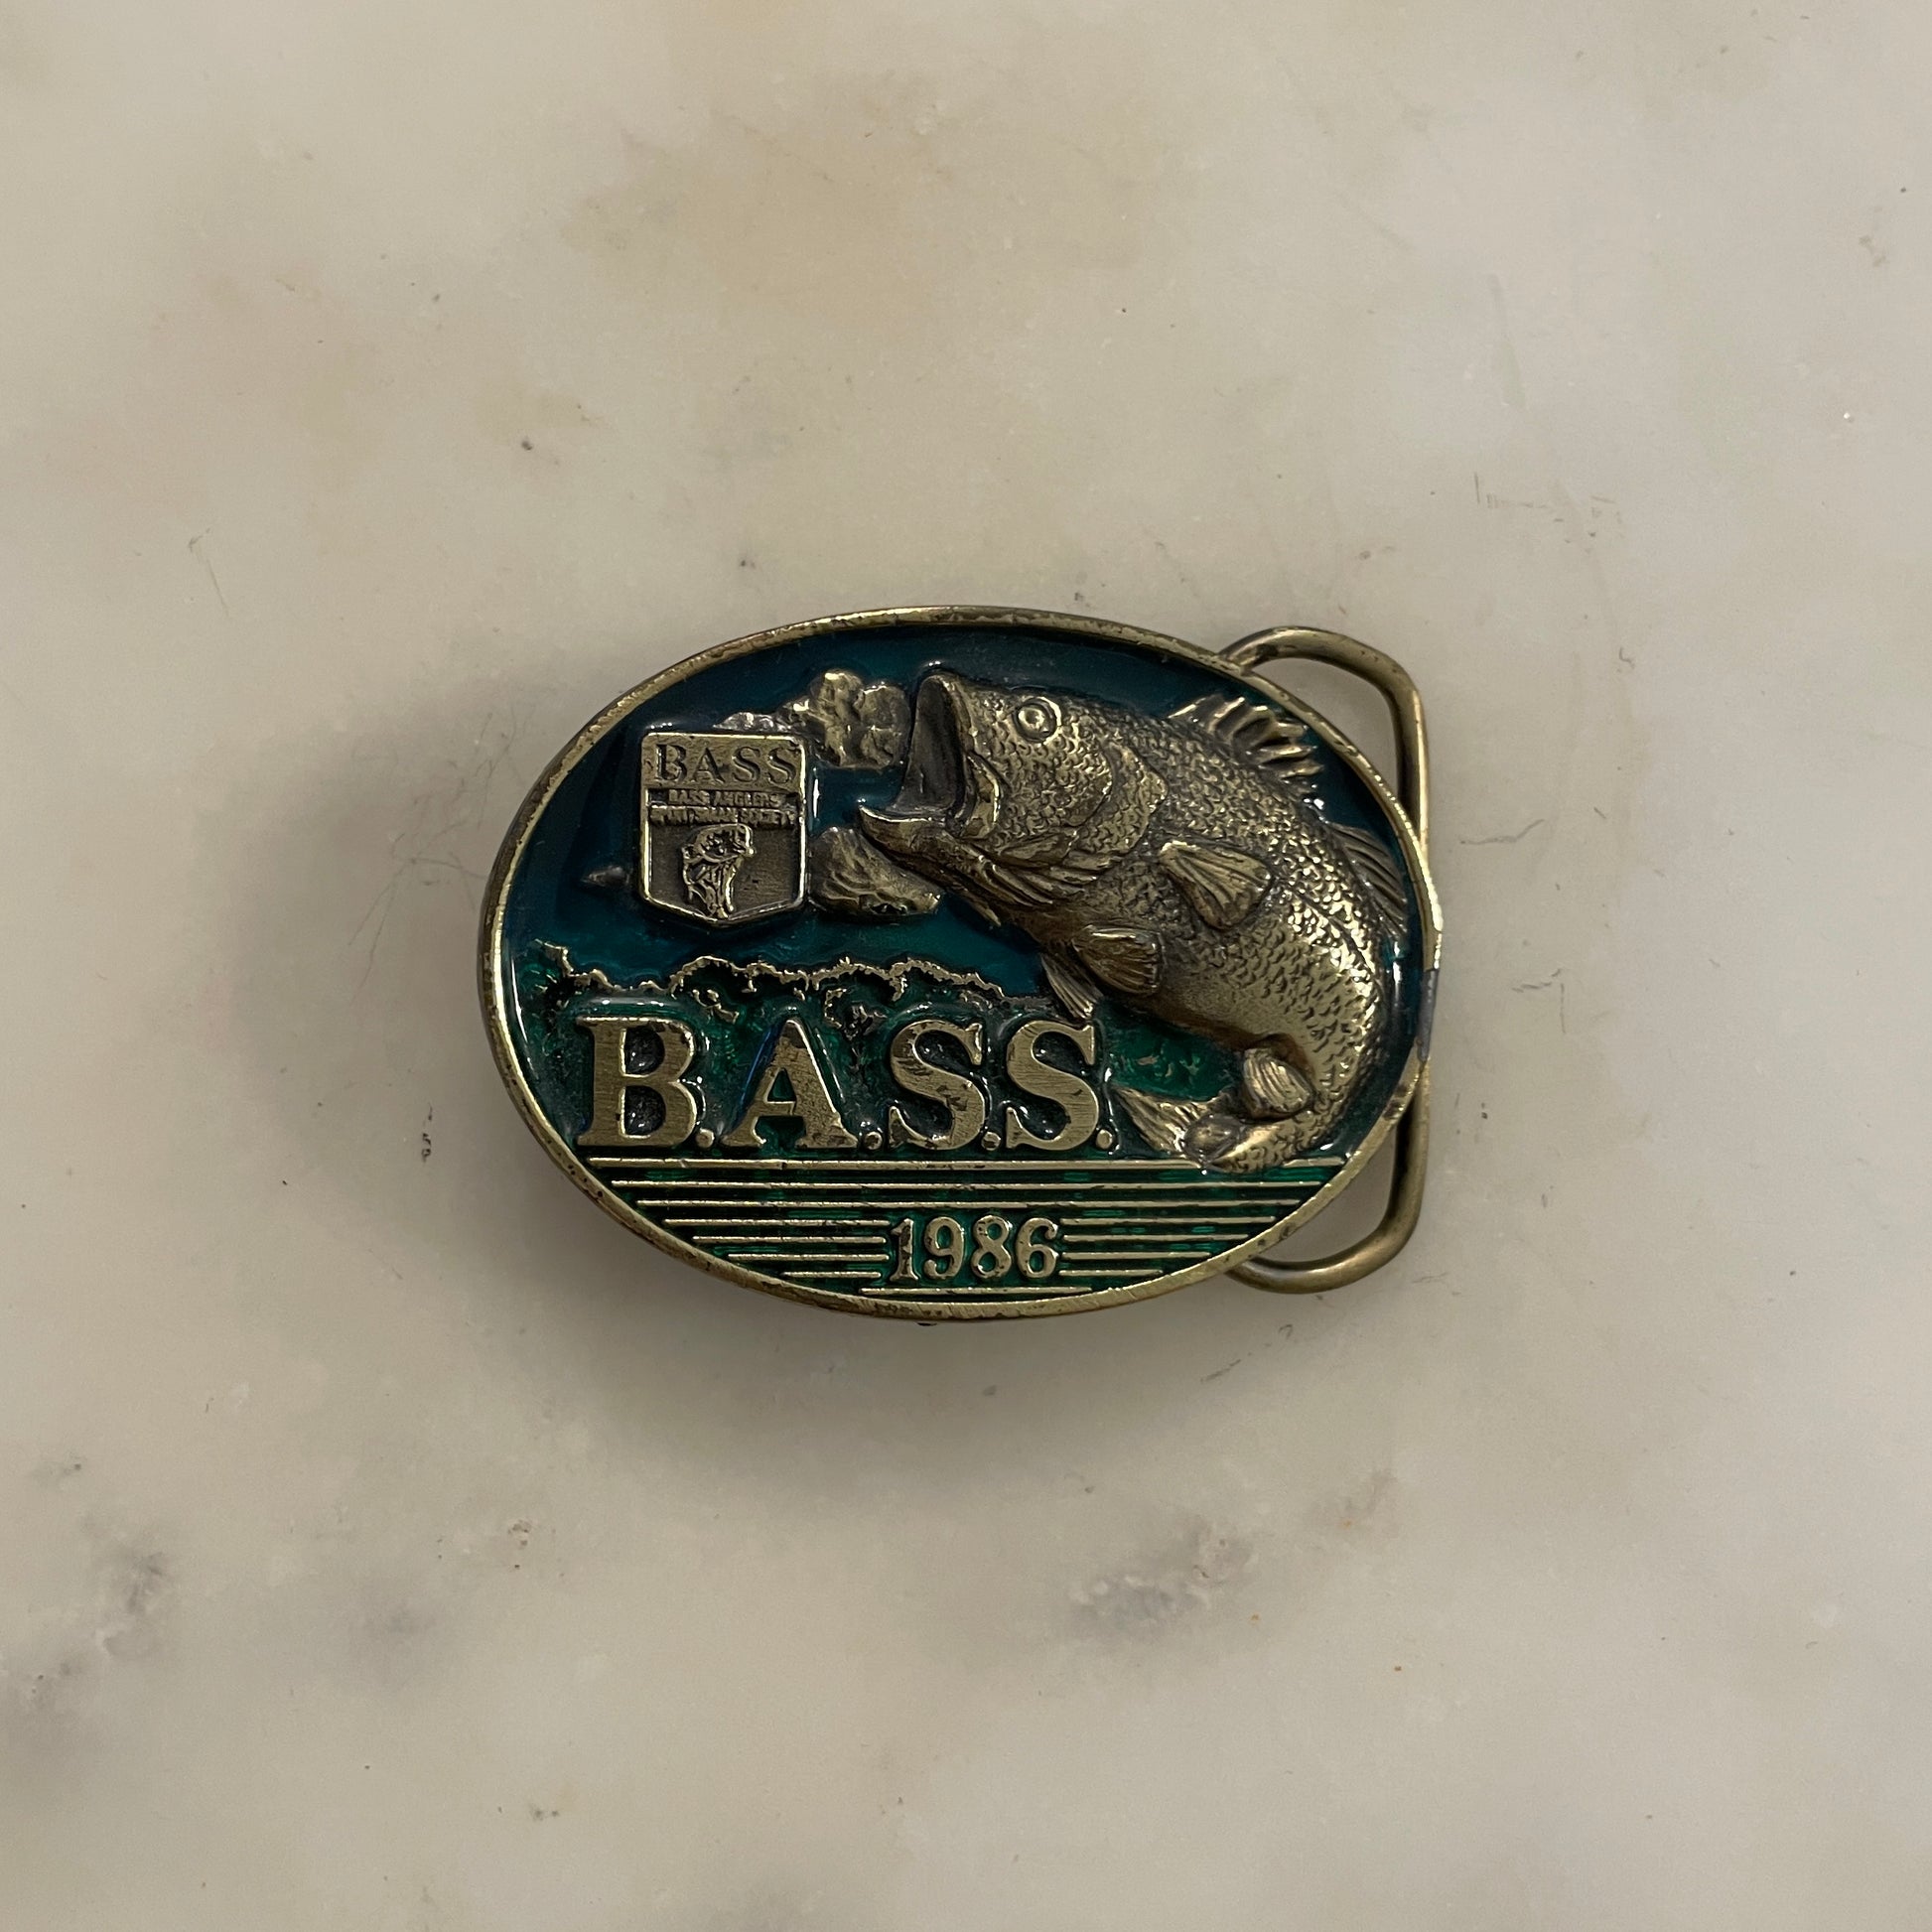 BASS
BASS ANGLERS
SPORTSMAN SOCIETY
B.A.S.S.
1986